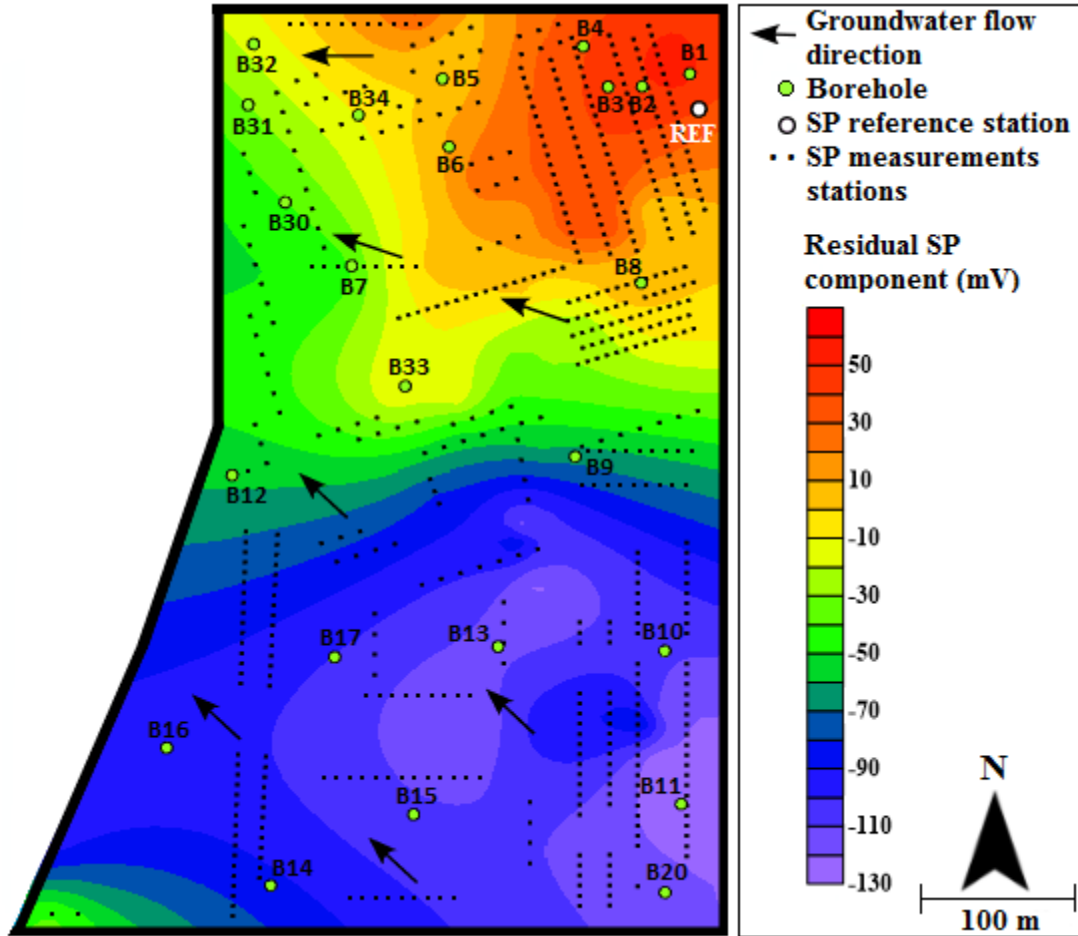 B4
B1
B32
B5
B3
B2
B34
B31
REF
B6
B30
B7
B8
B33
B9
B12
B17
B13
B10
B16
B15
B11
B14
B20
Groundwater flow
direction
Borehole
SP reference station
SP measurements
stations
Residual SP
component (mV)
50
30
10
-10
-30
-50
-70
-90
-110
-130
N
100 m